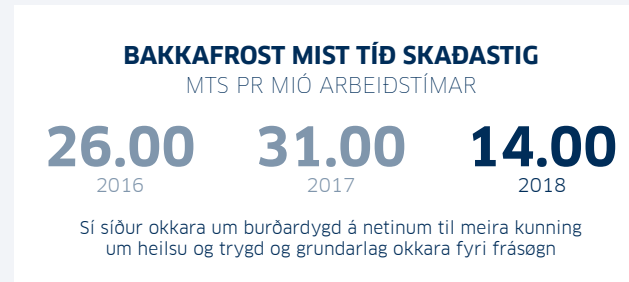 BAKKAFROST MIST TÍÐ SKAÐASTIG
MTS PR MIÓ ARBEIÐSTÍMAR
26.00 31.00 14.00
2016 2017 2018
Sí síður okkara um burðardygd á netinum til meira kunning
um heilsu og trygd og grundarlag okkara fyri frásøgn